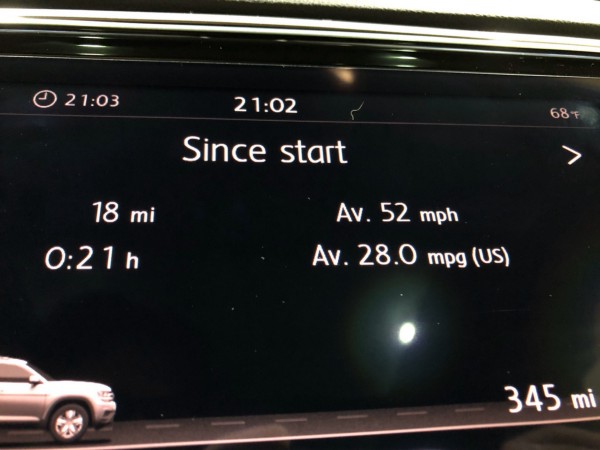 21:03 21:02 68°F
Since start >
18 mi Av. 52 mph
0:21 h Av. 28.0 mpg (US)
345 mi